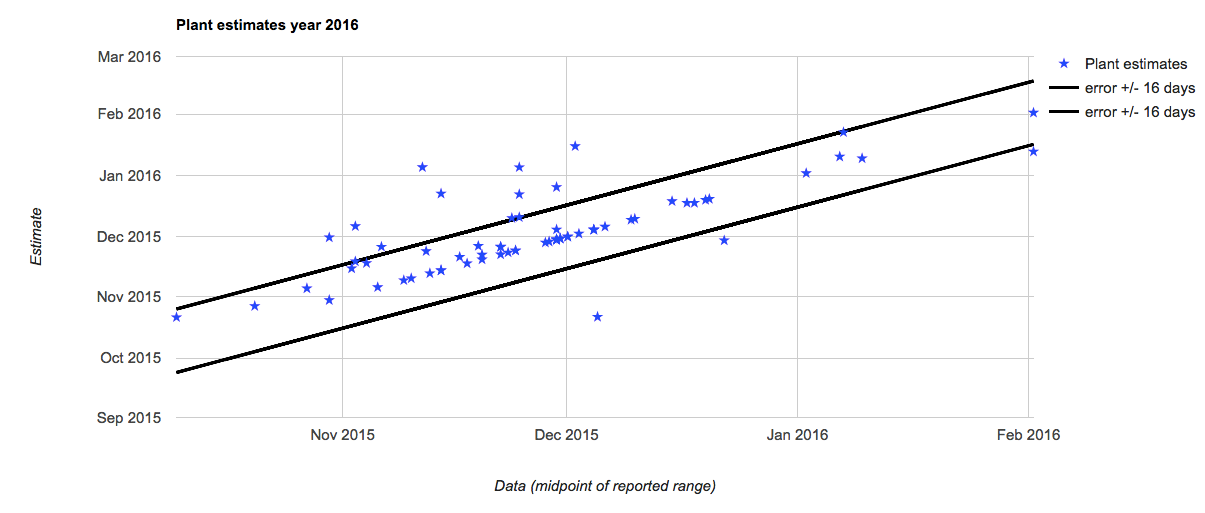 Plant estimates year 2016
Mar 2016
Feb 2016
Jan 2016
Dec 2015
Nov 2015
Oct 2015
Sep 2015
Estimate
Nov 2015
Dec 2015
Jan 2016
Feb 2016
Data (midpoint of reported range)
Plant estimates
error +/- 16 days
error +/- 16 days